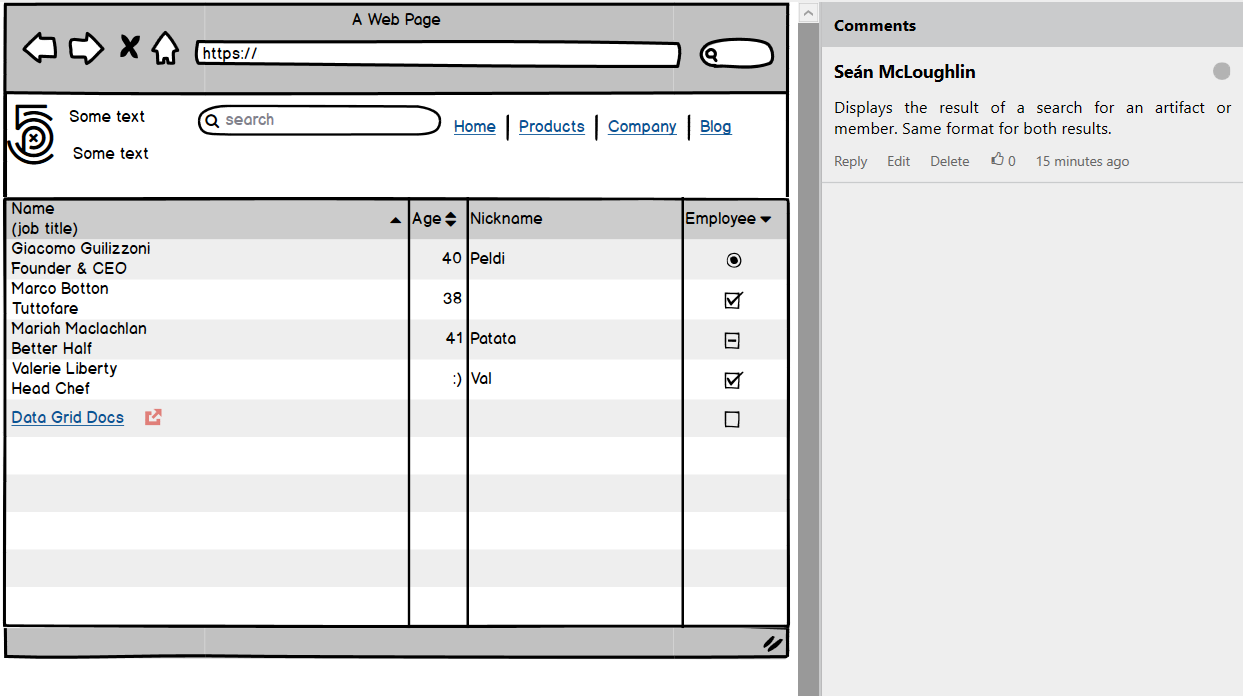 A Web Page
https://
Some text
search
Home
Products
Company
Blog
Some text
Name
(job title)
Age
Nickname
Employee
Giacomo Guilizzoni
Founder & CEO
40
Peldi
Marco Botton
Tuttofare
38
Mariah Maclachlan
Better Half
41
Patata
Valerie Liberty
Head Chef
:)
Val
Data Grid Docs
Comments
Seán McLoughlin
Displays the result of a search for an artifact or
member. Same format for both results.
Reply Edit Delete 0 15 minutes ago